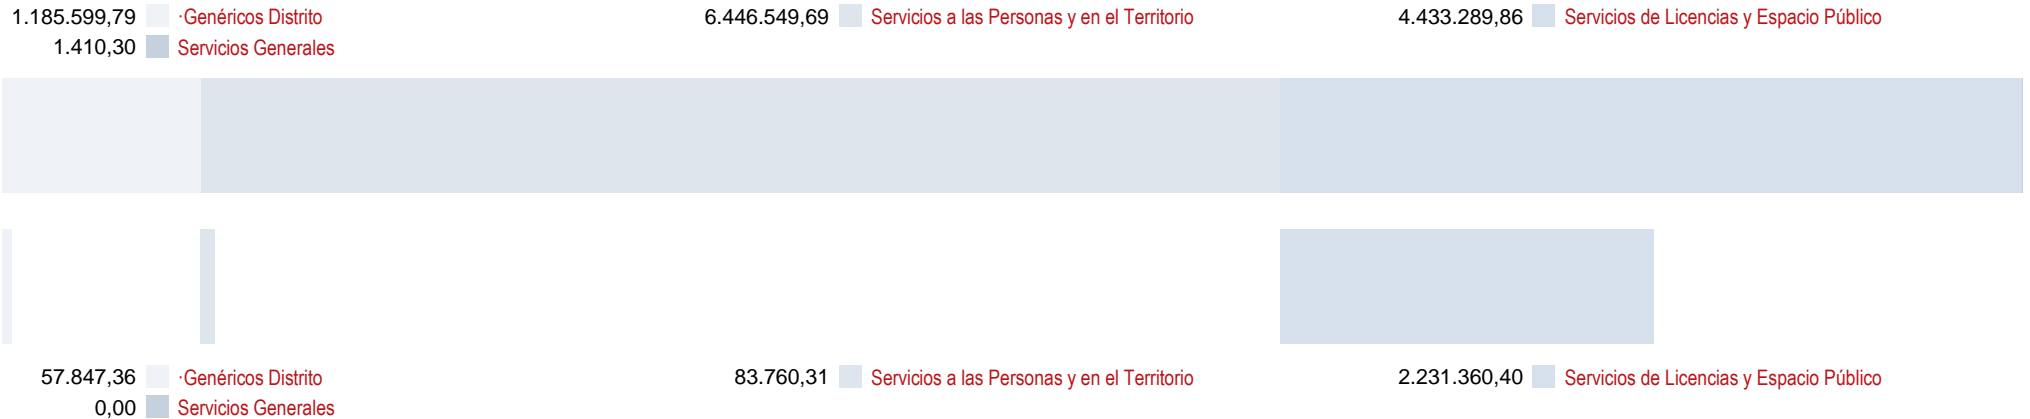 1.185.599,79 ·Genéricos Distrito 6.446.549,69 Servicios a las Personas y en el Territorio 4.433.289,86 Servicios de Licencias y Espacio Público
1.410,30 Servicios Generales
57.847,36 ·Genéricos Distrito 83.760,31 Servicios a las Personas y en el Territorio 2.231.360,40 Servicios de Licencias y Espacio Público
0,00 Servicios Generales